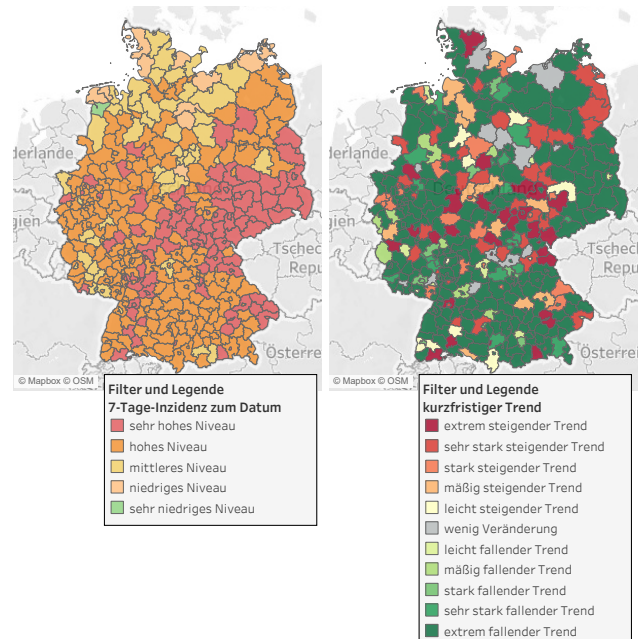 derlande
gien
Tschec
Repu
Österrei
© Mapbox © OSM
Filter und Legende
7-Tage-Inzidenz zum Datum
sehr hohes Niveau
hohes Niveau
mittleres Niveau
niedriges Niveau
sehr niedriges Niveau
derlande
gien
Tschec
Repu
Österrei
© Mapbox © OSM
Filter und Legende
kurzfristiger Trend
extrem steigender Trend
sehr stark steigender Trend
stark steigender Trend
mäßig steigender Trend
leicht steigender Trend
wenig Veränderung
leicht fallender Trend
mäßig fallender Trend
stark fallender Trend
sehr stark fallender Trend
extrem fallender Trend